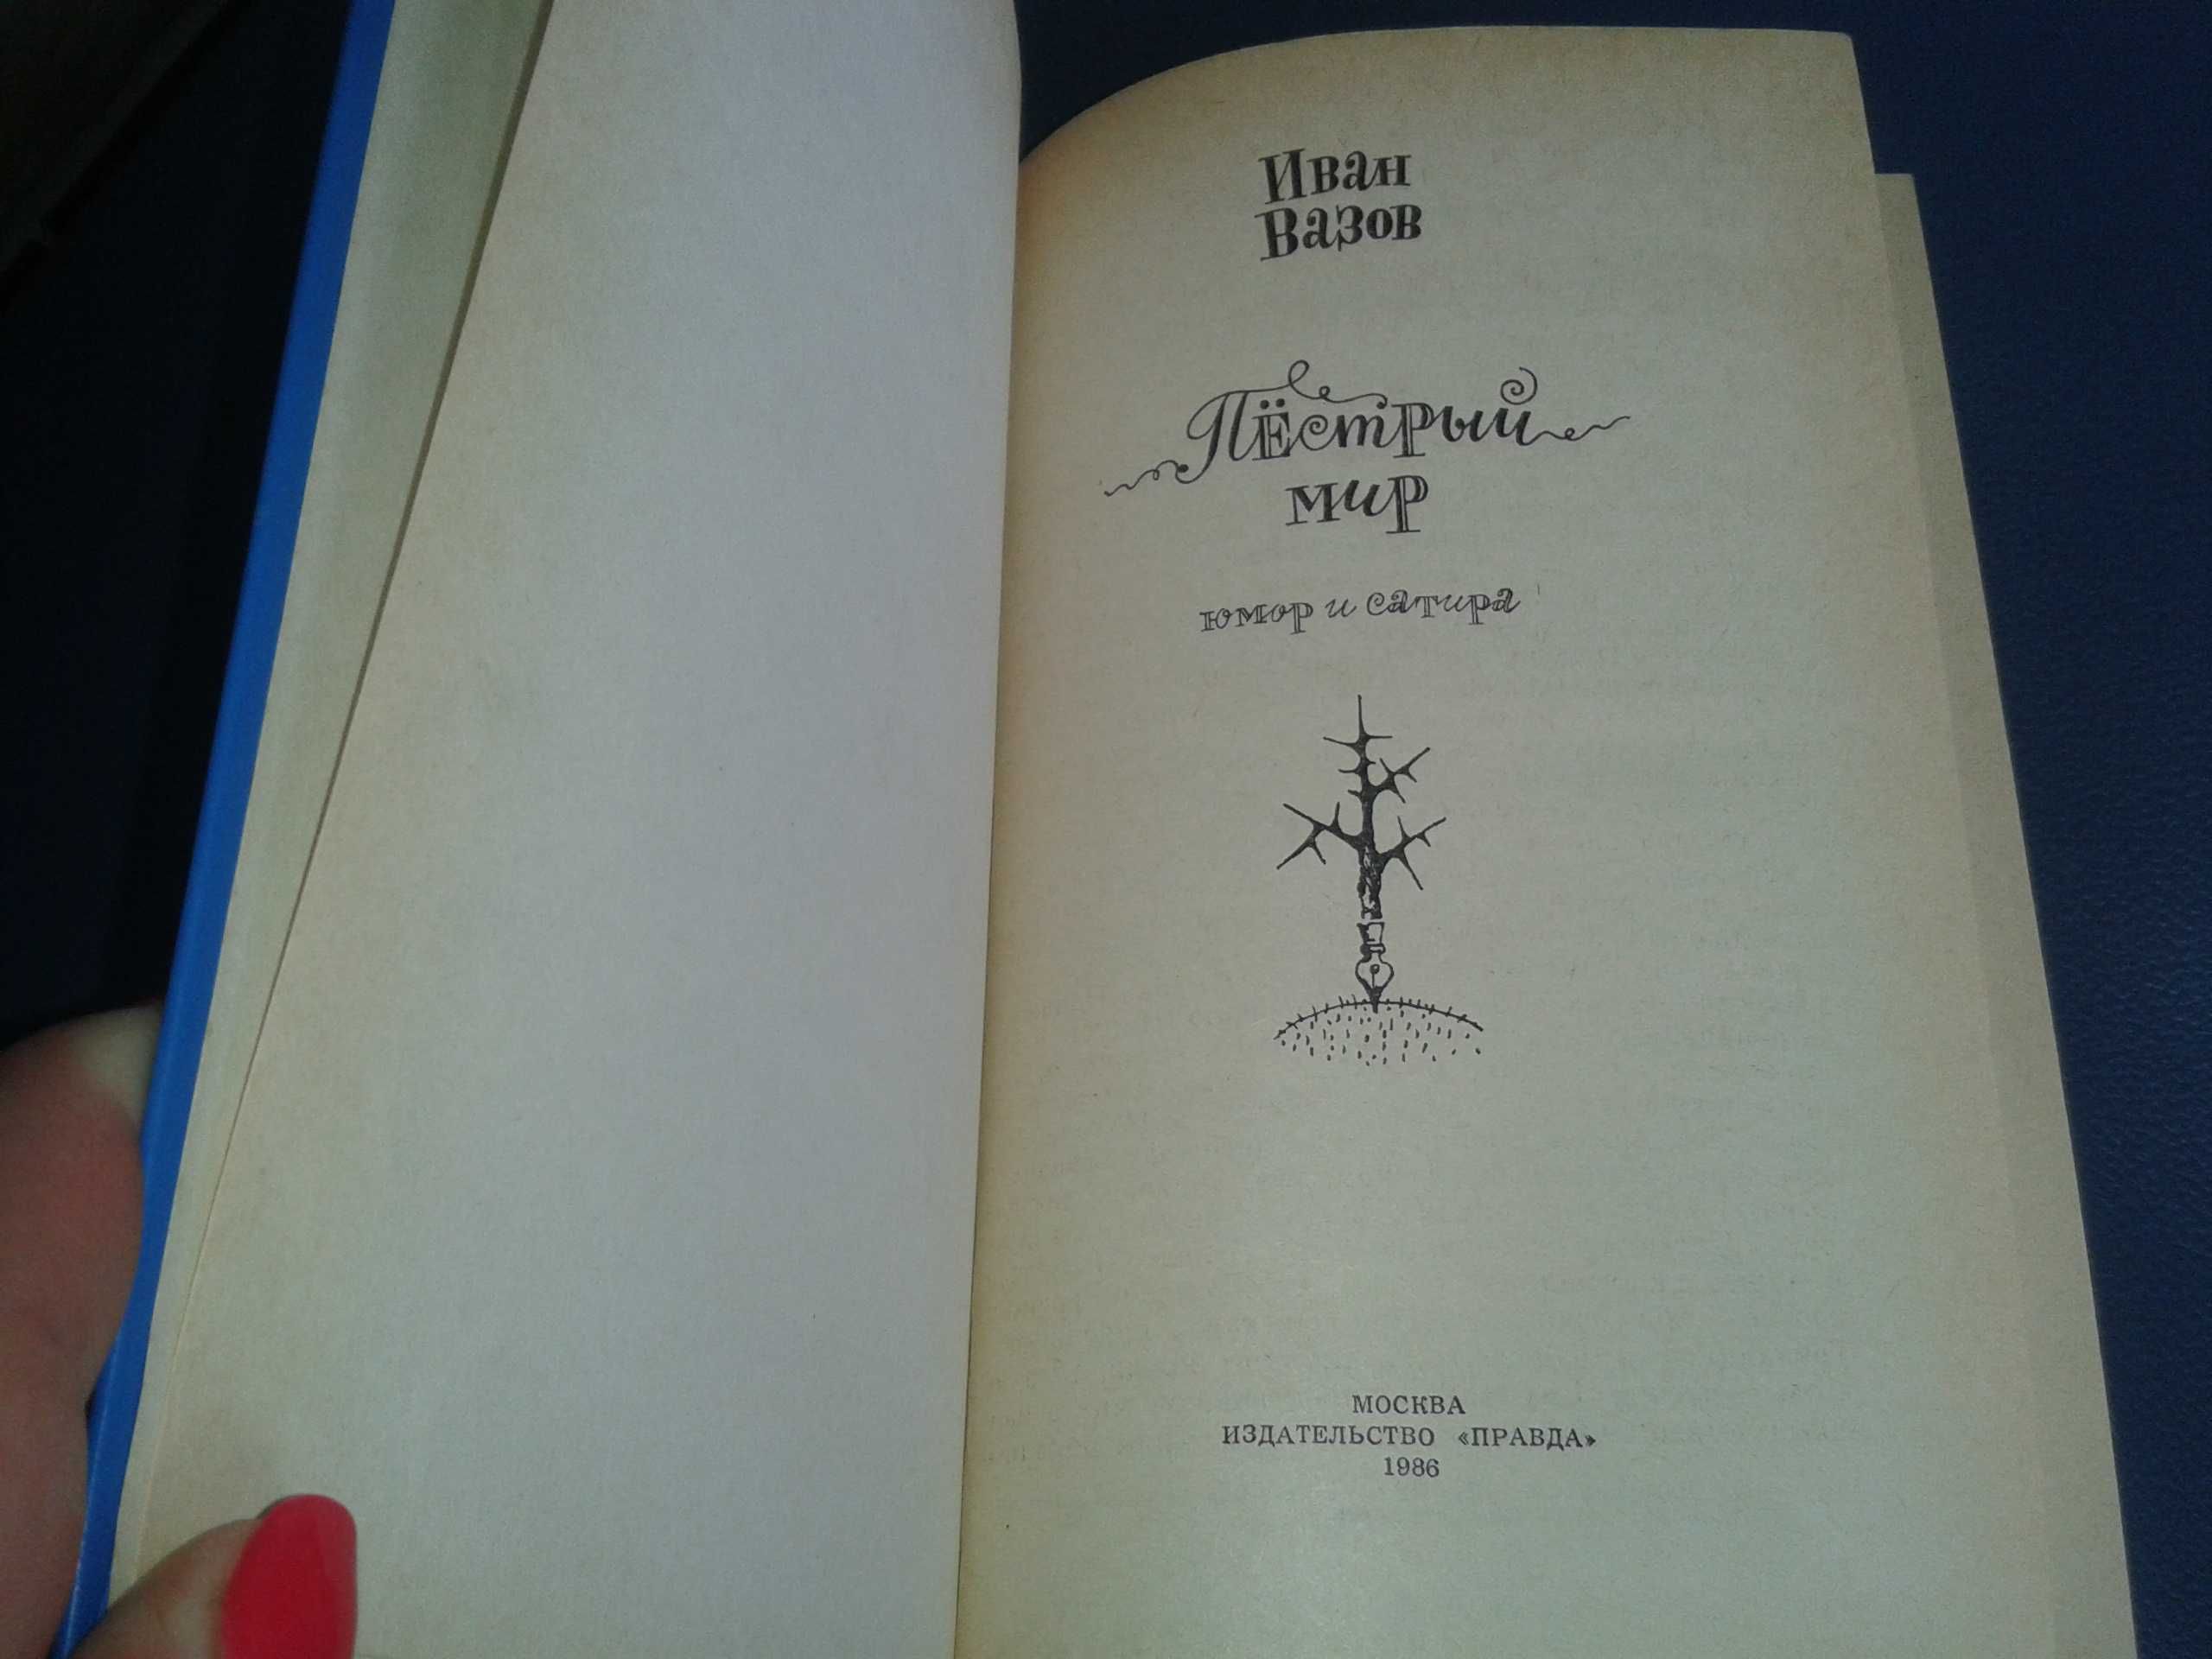 Иван
Вазов
Пёстрый
мир
юмор и сатира
МОСКВА
ИЗДАТЕЛЬСТВО «ПРАВДА»
1986